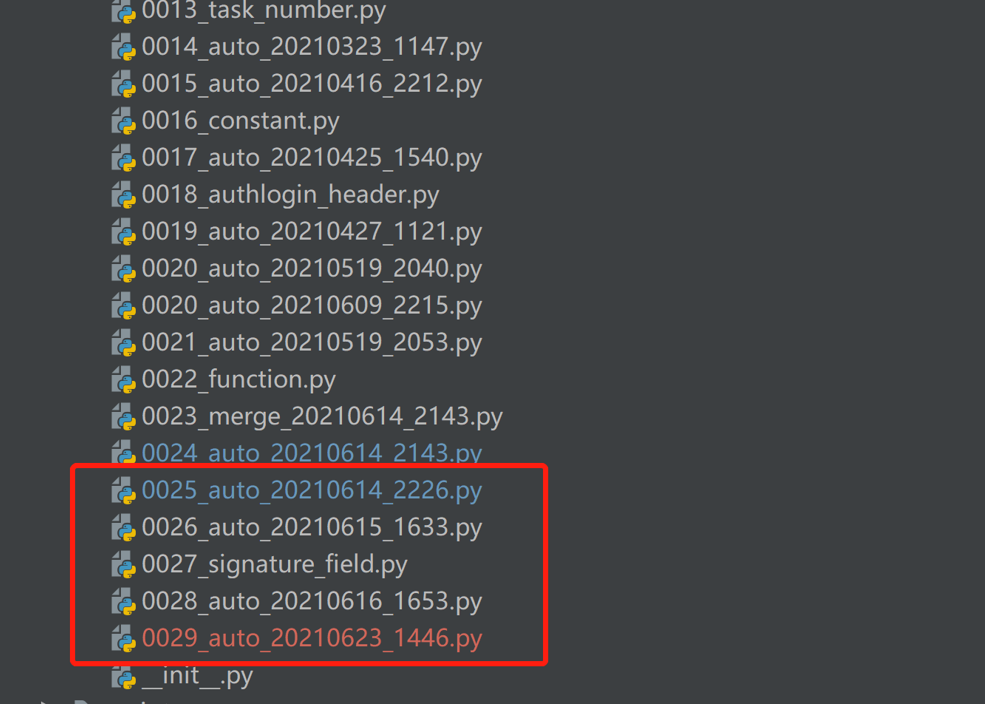 0013_task_number.py
0014_auto_20210323_1147.py
0015_auto_20210416_2212.py
0016_constant.py
0017_auto_20210425_1540.py
0018_authlogin_header.py
0019_auto_20210427_1121.py
0020_auto_20210519_2040.py
0020_auto_20210609_2215.py
0021_auto_20210519_2053.py
0022_function.py
0023_merge_20210614_2143.py
0024_auto_20210614_2143.py
0025_auto_20210614_2226.py
0026_auto_20210615_1633.py
0027_signature_field.py
0028_auto_20210616_1653.py
0029_auto_20210623_1446.py
__init__.py